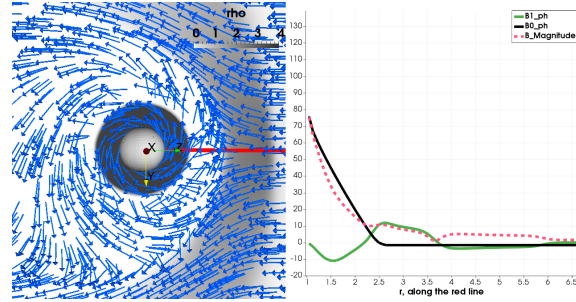 rho
0 1 2 3 4
X
Z
Y
130
120
110
100
90
80
70
60
50
40
30
20
10
0
-10
-20
B1_ph
B0_ph
B_Magnitude
1 1.5 2 2.5 3 3.5 4 4.5 5 5.5 6 6.5
r, along the red line